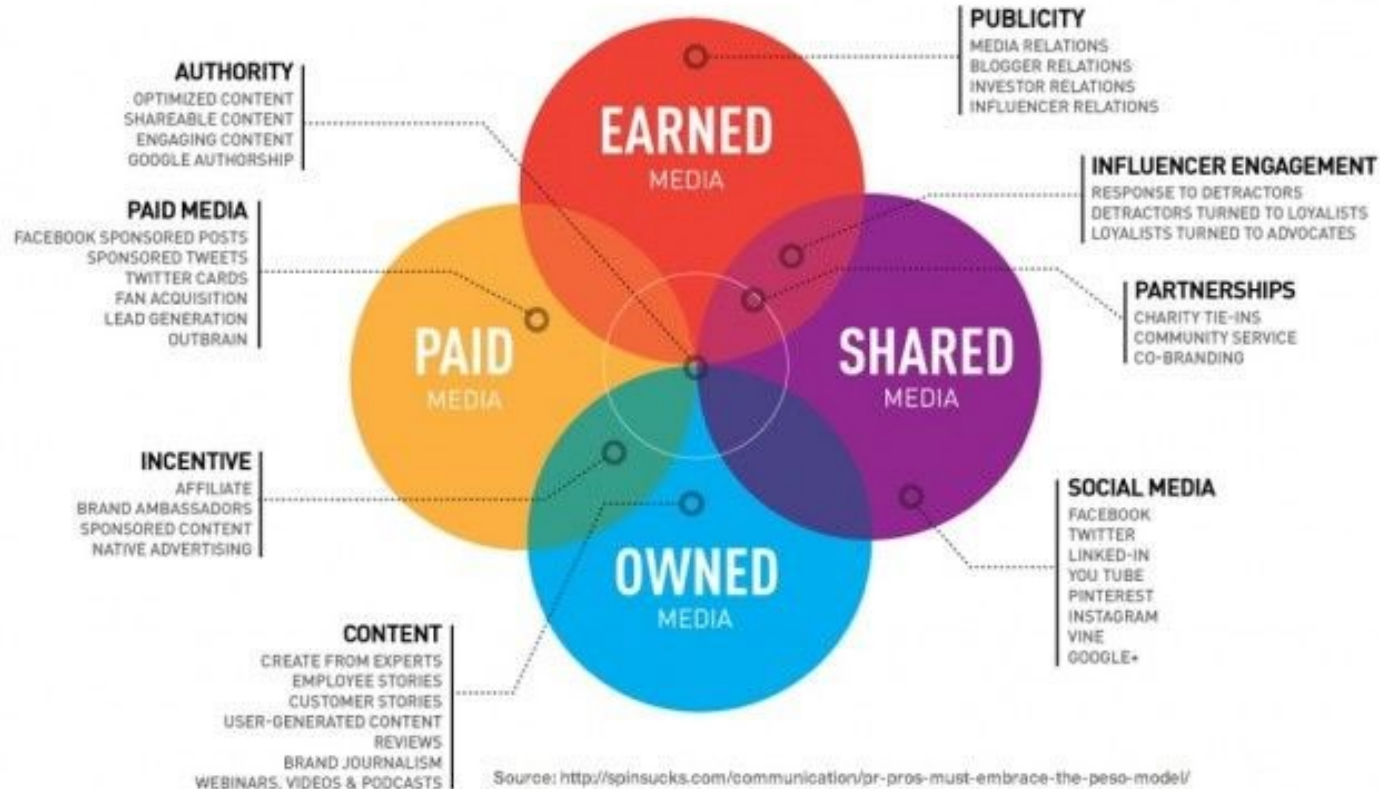 PUBLICITY
MEDIA RELATIONS
BLOGGER RELATIONS
INVESTOR RELATIONS
INFLUENCER RELATIONS
AUTHORITY
OPTIMIZED CONTENT
SHAREABLE CONTENT
ENGAGING CONTENT
GOOGLE AUTHORSHIP
EARNED
MEDIA
INFLUENCER ENGAGEMENT
RESPONSE TO DETRACTORS
DETRACTORS TURNED TO LOYALISTS
LOYALISTS TURNED TO ADVOCATES
PAID MEDIA
FACEBOOK SPONSORED POSTS
SPONSORED TWEETS
TWITTER CARDS
FAN ACQUISITION
LEAD GENERATION
OUTBRAIN
PARTNERSHIPS
CHARITY TIE-INS
COMMUNITY SERVICE
CO-BRANDING
PAID
MEDIA
SHARED
MEDIA
INCENTIVE
AFFILIATE
BRAND AMBASSADORS
SPONSORED CONTENT
NATIVE ADVERTISING
SOCIAL MEDIA
FACEBOOK
TWITTER
LINKED-IN
YOU TUBE
PINTEREST
INSTAGRAM
VINE
GOOGLE+
OWNED
MEDIA
CONTENT
CREATE FROM EXPERTS
EMPLOYEE STORIES
CUSTOMER STORIES
USER-GENERATED CONTENT
REVIEWS
BRAND JOURNALISM
WEBINARS, VIDEOS & PODCASTS
Source: http://spinsucks.com/communication/pr-pros-must-embrace-the-peso-model/